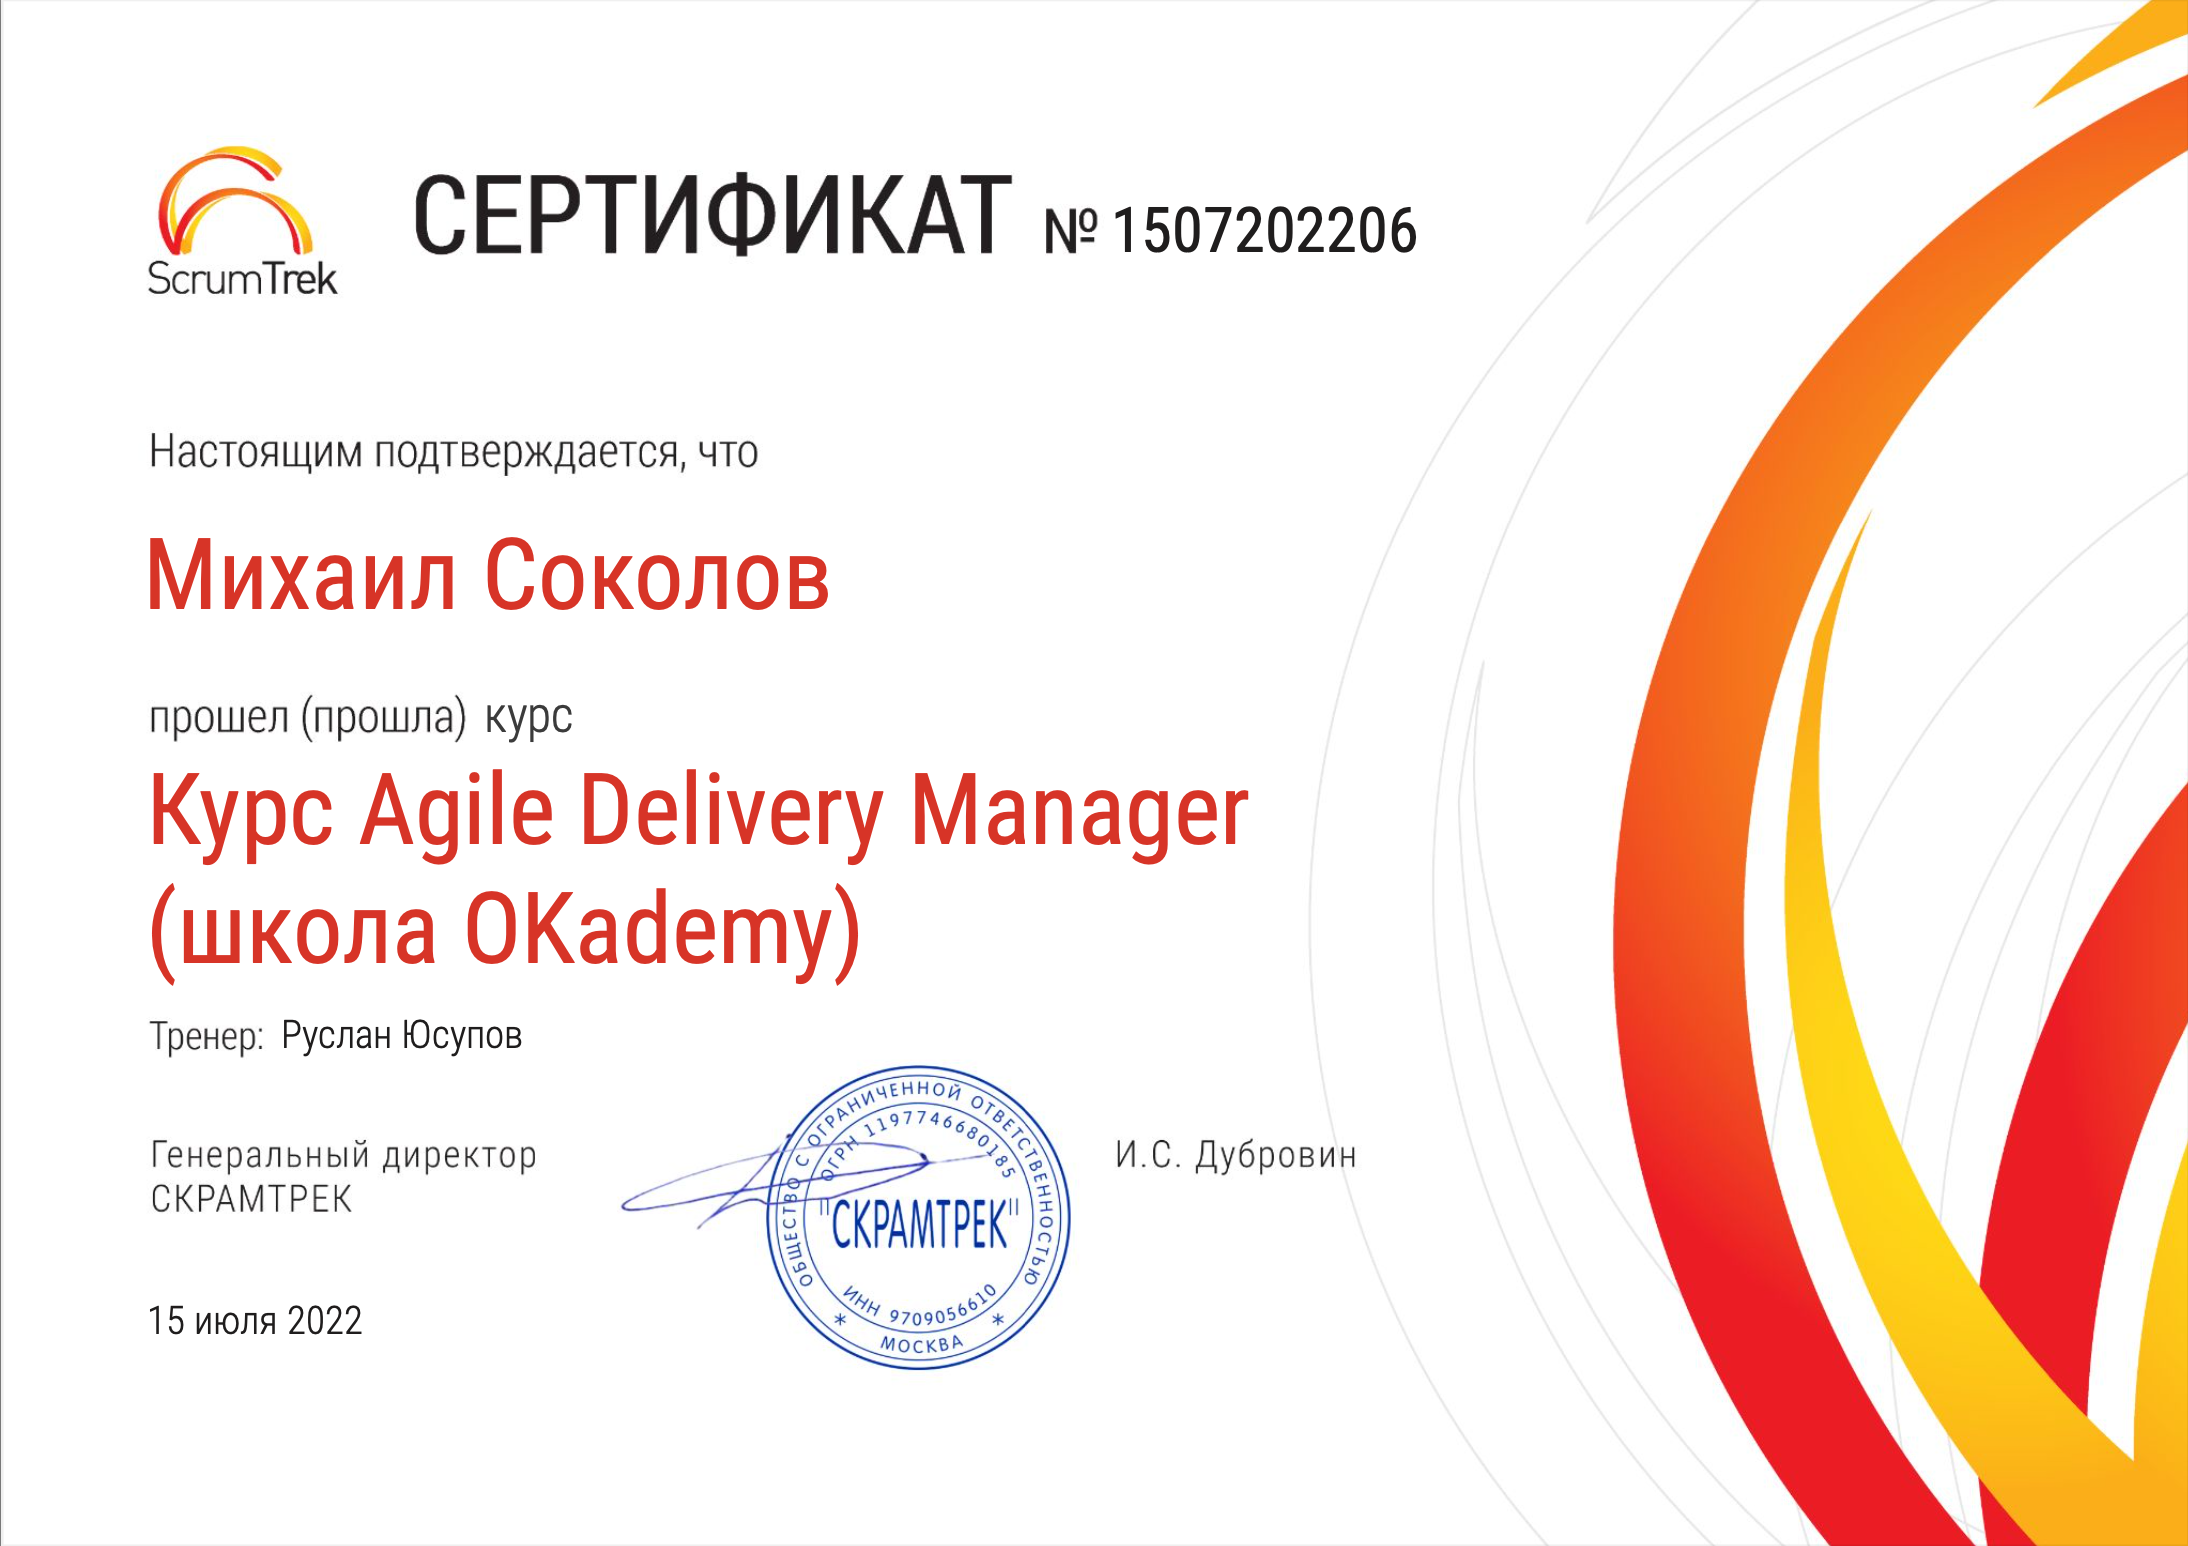 ScrumTrek
СЕРТИФИКАТ № 1507202206
Настоящим подтверждается, что
Михаил Соколов
прошел (прошла) курс
Курс Agile Delivery Manager
(школа OKademy)
Тренер: Руслан Юсупов
Генеральный директор
СКРАМТРЕК
ОБЩЕСТВО С ОГРАНИЧЕННОЙ ОТВЕТСТВЕННОСТЬЮ
ОГРН 1197746680185
"СКРАМТРЕК"
ИНН 9709056610
* МОСКВА *
И.С. Дубровин
15 июля 2022